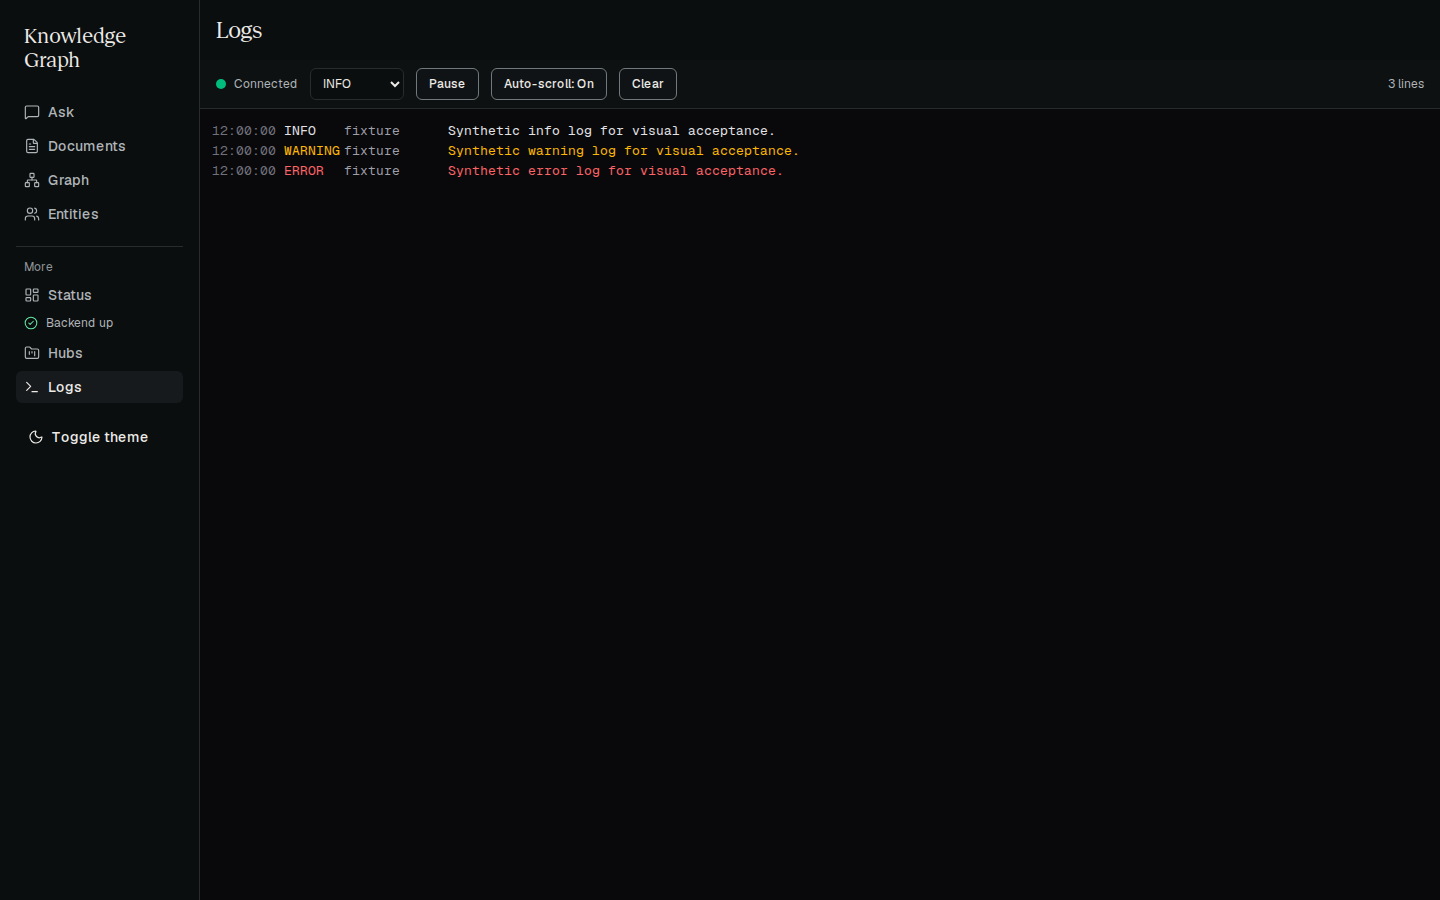 Knowledge
Graph
Ask
Documents
Graph
Entities
More
Status
Backend up
Hubs
Logs
Toggle theme
Logs
Connected INFO Pause Auto-scroll: On Clear 3 lines
12:00:00 INFO fixture Synthetic info log for visual acceptance.
12:00:00 WARNING fixture Synthetic warning log for visual acceptance.
12:00:00 ERROR fixture Synthetic error log for visual acceptance.